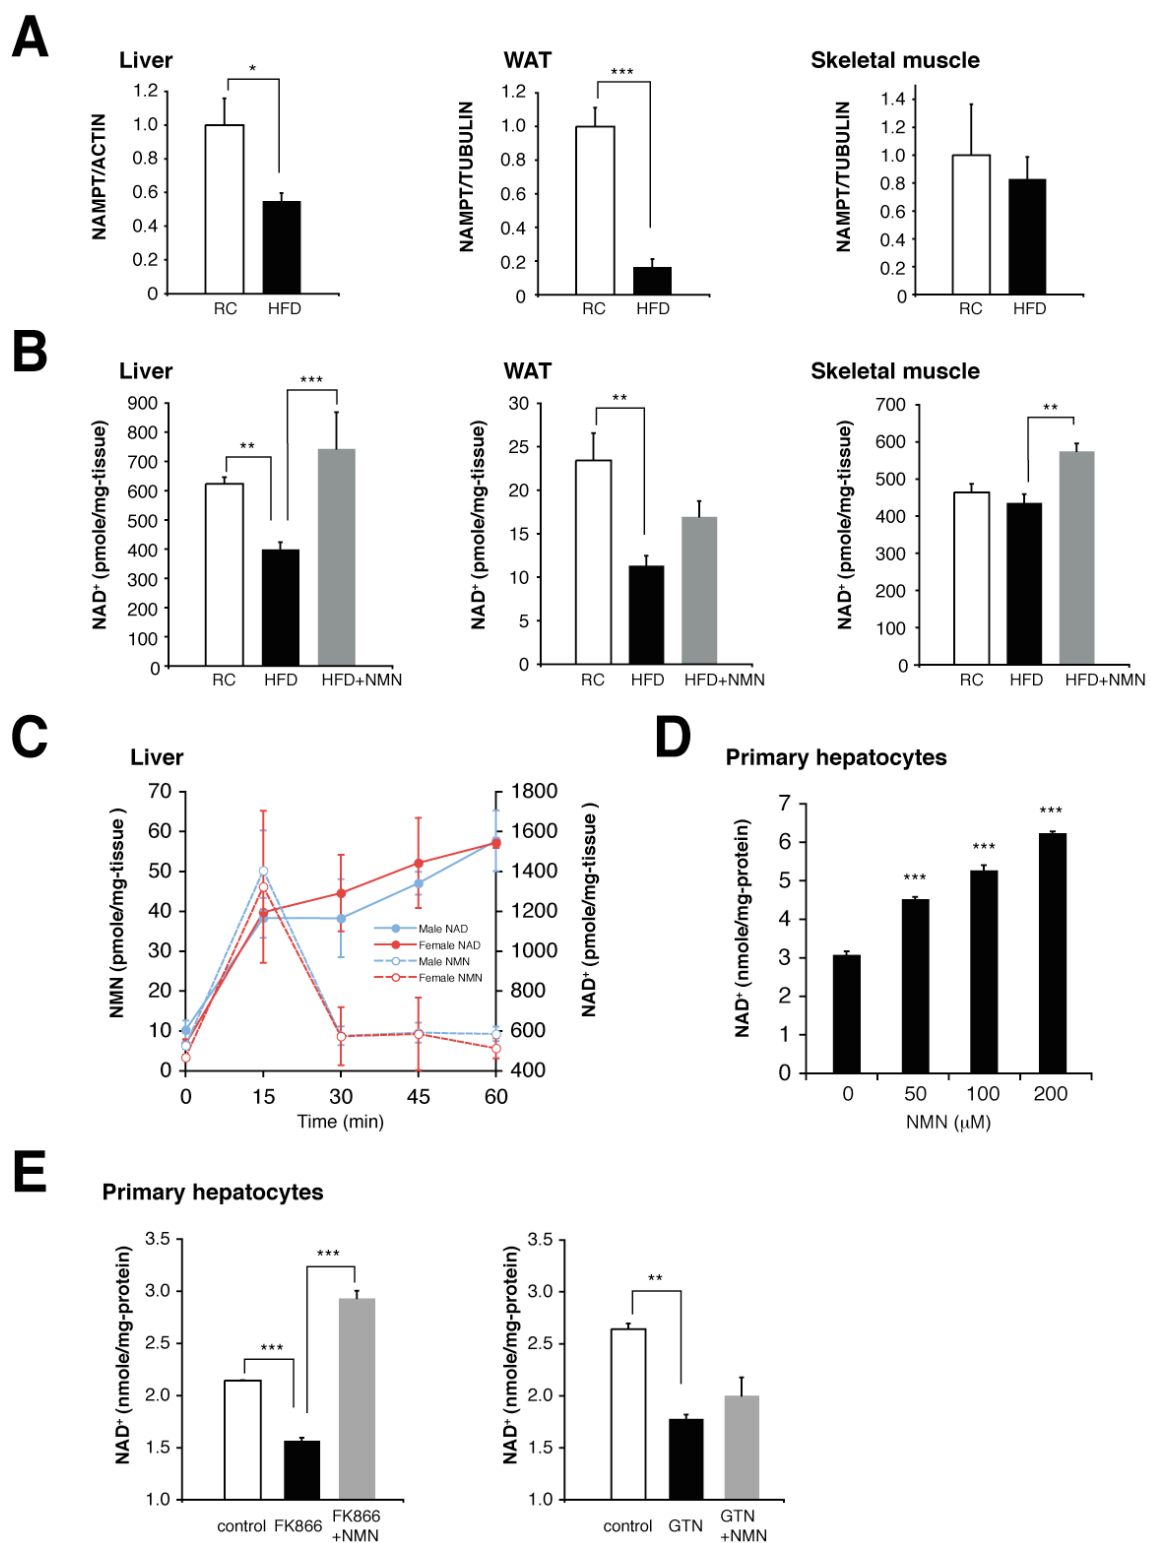 A
Liver
WAT
Skeletal muscle
*
***
NAMPT/ACTIN
1.2
1.0
0.8
0.6
0.4
0.2
0
RC HFD
NAMPT/TUBULIN
1.2
1.0
0.8
0.6
0.4
0.2
0
RC HFD
NAMPT/TUBULIN
1.4
1.2
1.0
0.8
0.6
0.4
0.2
0
RC HFD
B
Liver
WAT
Skeletal muscle
NAD+ (pmole/mg-tissue)
900
800
700
600
500
400
300
200
100
0
**
***
RC HFD HFD+NMN
NAD+ (pmole/mg-tissue)
30
25
20
15
10
5
0
**
RC HFD HFD+NMN
NAD+ (pmole/mg-tissue)
700
600
500
400
300
200
100
0
**
RC HFD HFD+NMN
C
Liver
NMN (pmole/mg-tissue )
70
60
50
40
30
20
10
0
1800
1600
1400
1200
1000
800
600
400
NAD+ (pmole/mg-tissue )
Male NAD
Female NAD
Male NMN
Female NMN
0 15 30 45 60
Time (min)
D
Primary hepatocytes
NAD+ (nmole/mg-protein)
7
6
5
4
3
2
1
0
***
***
***
0 50 100 200
NMN (μM)
E
Primary hepatocytes
NAD+ (nmole/mg-protein)
3.5
3.0
2.5
2.0
1.5
1.0
***
***
control FK866 FK866
+NMN
NAD+ (nmole/mg-protein)
3.5
3.0
2.5
2.0
1.5
1.0
**
control GTN GTN
+NMN